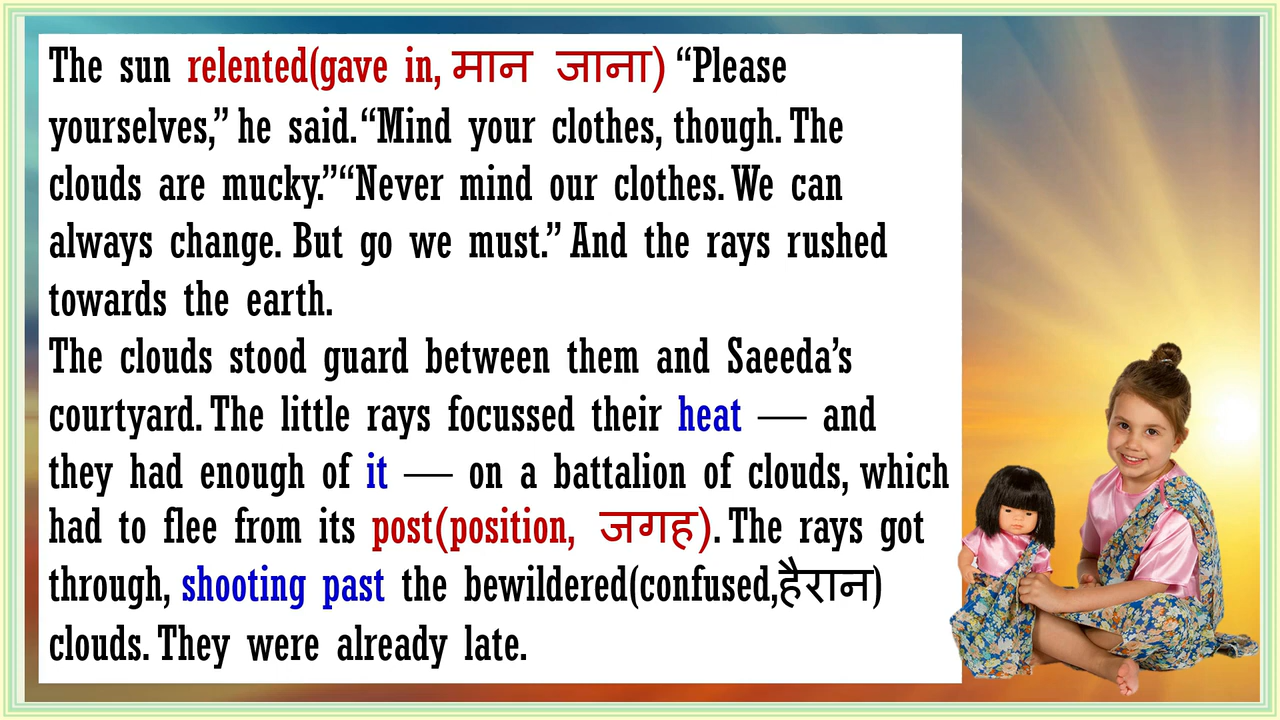 The sun relented(gave in, मान जाना) “Please
yourselves,” he said.“Mind your clothes, though. The
clouds are mucky.”“Never mind our clothes. We can
always change. But go we must.” And the rays rushed
towards the earth.
The clouds stood guard between them and Saeeda’s
courtyard. The little rays focussed their heat — and
they had enough of it — on a battalion of clouds, which
had to flee from its post(position, जगह). The rays got
through, shooting past the bewildered(confused,हैरान)
clouds. They were already late.